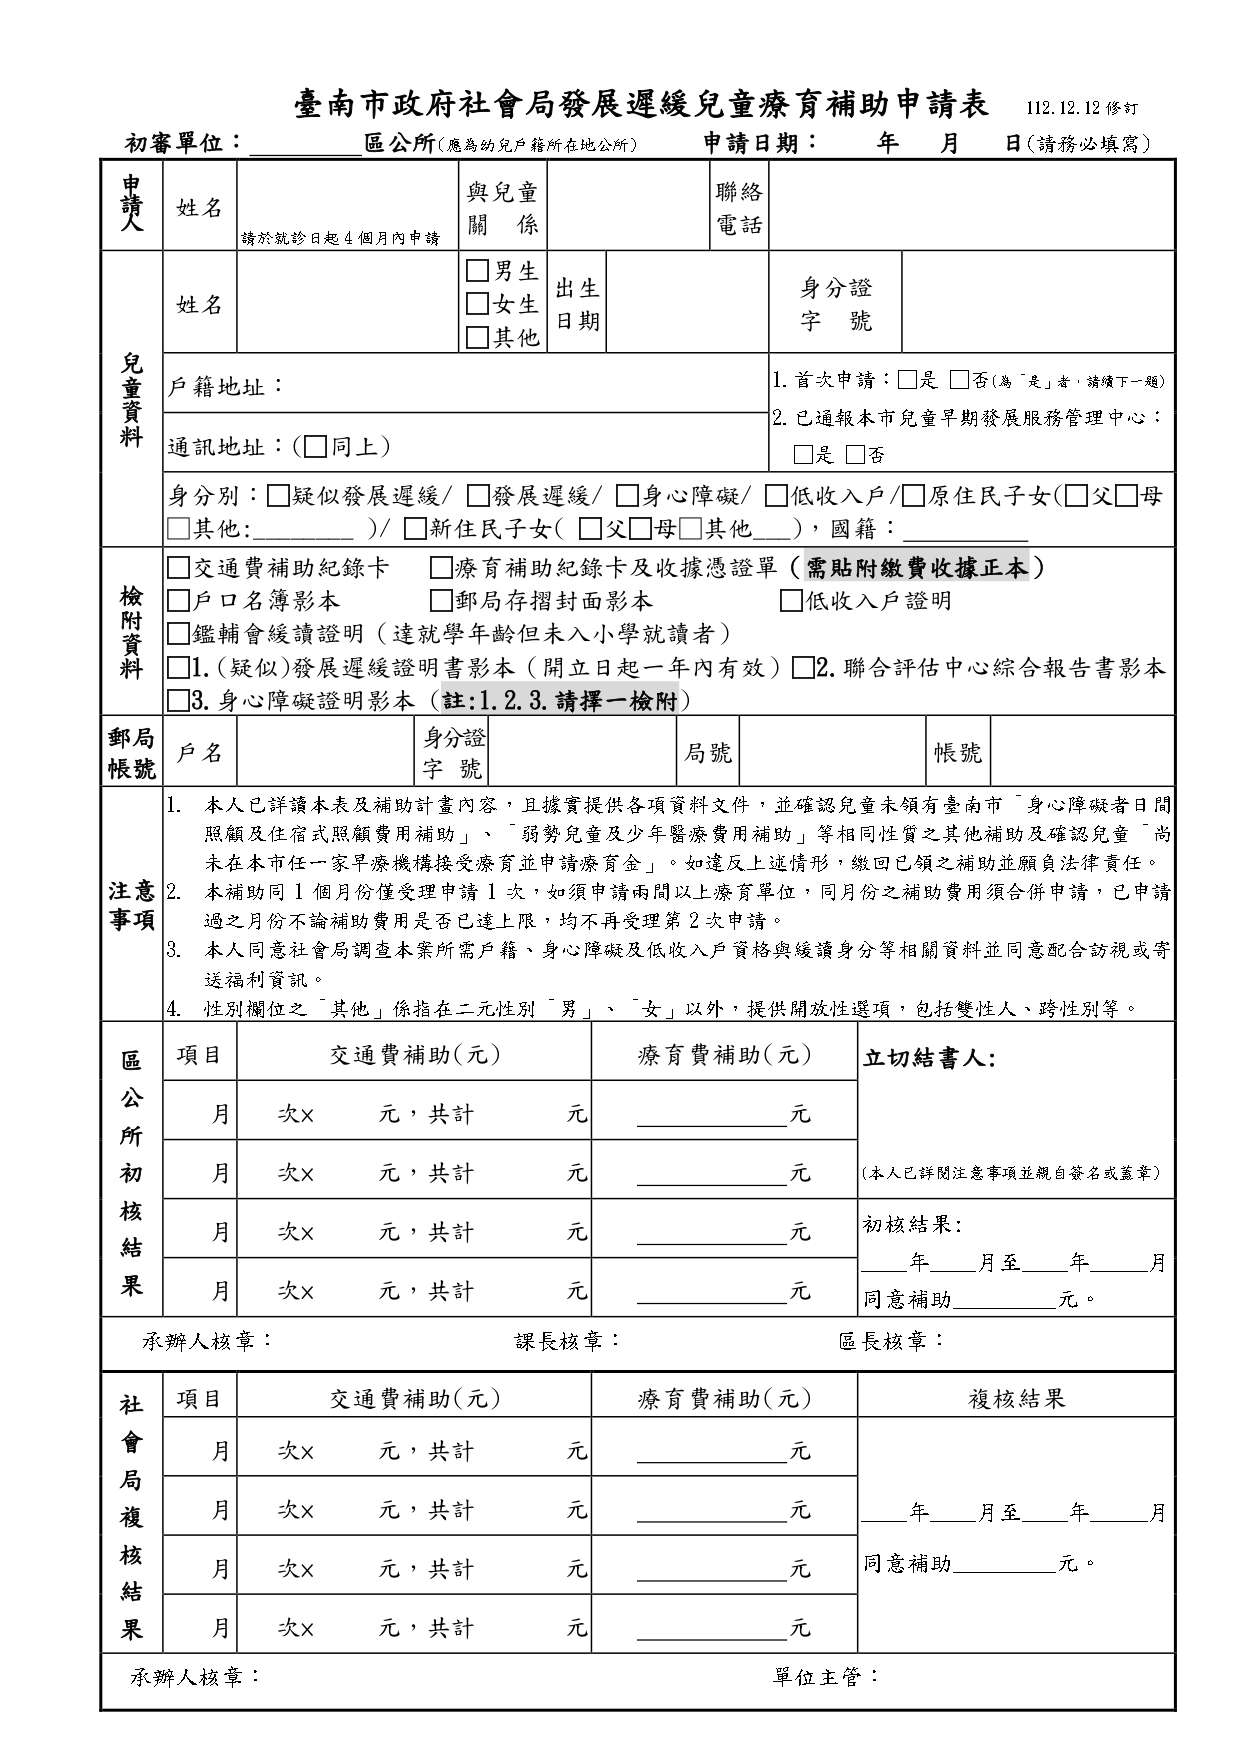 臺南市政府社會局發展遲緩兒童療育補助申請表 112.12.12修訂
初審單位：_________區公所(應為幼兒戶籍所在地公所) 申請日期： 年 月 日(請務必填寫)
申請人 姓名 請於就診日起4個月內申請 與兒童關係 聯絡電話
兒童資料 姓名 □男生 □女生 □其他 出生日期 身分證字號
戶籍地址：
通訊地址：(□同上)
1.首次申請：□是 □否(為「是」者，請續下一題)
2.已通報本市兒童早期發展服務管理中心：
□是 □否
身分別：□疑似發展遲緩/ □發展遲緩/ □身心障礙/ □低收入戶/□原住民子女(□父□母
□其他:________ )/ □新住民子女( □父□母□其他___)，國籍：__________
檢附資料
□交通費補助紀錄卡 □療育補助紀錄卡及收據憑證單（需貼附繳費收據正本）
□戶口名簿影本 □郵局存摺封面影本 □低收入戶證明
□鑑輔會緩讀證明（達就學年齡但未入小學就讀者）
□1.(疑似)發展遲緩證明書影本（開立日起一年內有效）□2.聯合評估中心綜合報告書影本
□3.身心障礙證明影本（註:1.2.3.請擇一檢附）
郵局帳號 戶名 身分證字號 局號 帳號
注意事項
1. 本人已詳讀本表及補助計畫內容，且據實提供各項資料文件，並確認兒童未領有臺南市「身心障礙者日間
照顧及住宿式照顧費用補助」、「弱勢兒童及少年醫療費用補助」等相同性質之其他補助及確認兒童「尚
未在本市任一家早療機構接受療育並申請療育金」。如違反上述情形，繳回已領之補助並願負法律責任。
2. 本補助同1個月份僅受理申請1次，如須申請兩間以上療育單位，同月份之補助費用須合併申請，已申請
過之月份不論補助費用是否已達上限，均不再受理第2次申請。
3. 本人同意社會局調查本案所需戶籍、身心障礙及低收入戶資格與緩讀身分等相關資料並同意配合訪視或寄
送福利資訊。
4. 性別欄位之「其他」係指在二元性別「男」、「女」以外，提供開放性選項，包括雙性人、跨性別等。
區公所初核結果
項目 交通費補助(元) 療育費補助(元) 立切結書人:
月 次× 元，共計 元 ____________元
月 次× 元，共計 元 ____________元
(本人已詳閱注意事項並親自簽名或蓋章)
月 次× 元，共計 元 ____________元
月 次× 元，共計 元 ____________元
初核結果:
____年____月至____年_____月
同意補助_________元。
承辦人核章： 課長核章： 區長核章：
社會局複核結果
項目 交通費補助(元) 療育費補助(元) 複核結果
月 次× 元，共計 元 ____________元
月 次× 元，共計 元 ____________元
月 次× 元，共計 元 ____________元
月 次× 元，共計 元 ____________元
____年____月至____年_____月
同意補助_________元。
承辦人核章： 單位主管：